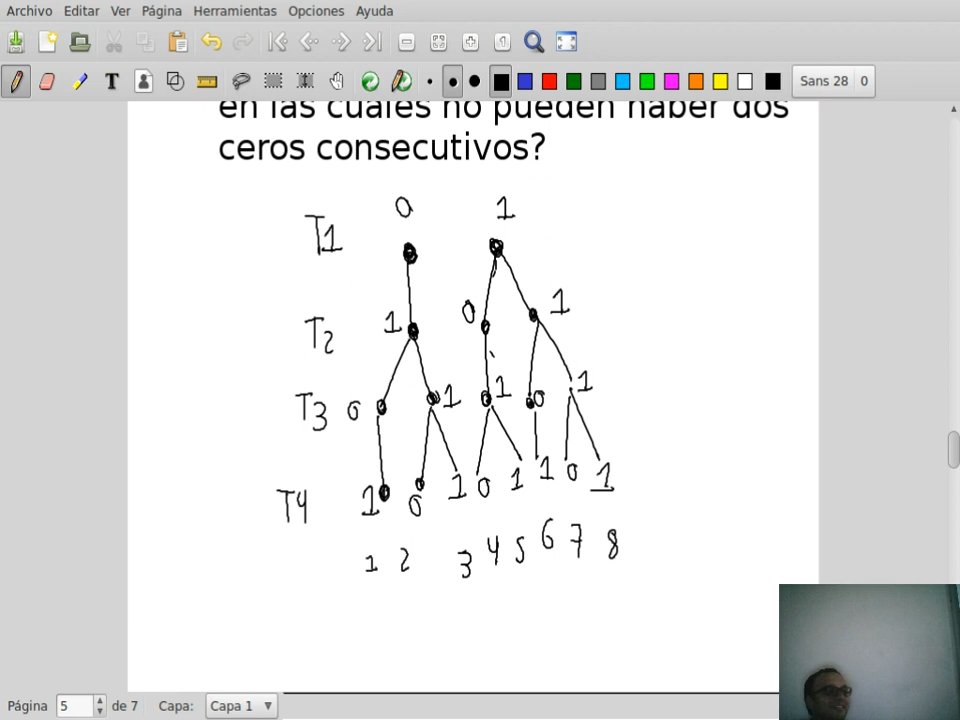 Archivo Editar Ver Página Herramientas Opciones Ayuda
T Sans 28 0
en las cuales no pueden haber dos
ceros consecutivos?
0 1
T1
T2 1 0 1
T3 0 1 1 0 1
T4 1 0 1 0 1 1 0 1
1 2 3 4 5 6 7 8
Página 5 de 7 Capa: Capa 1